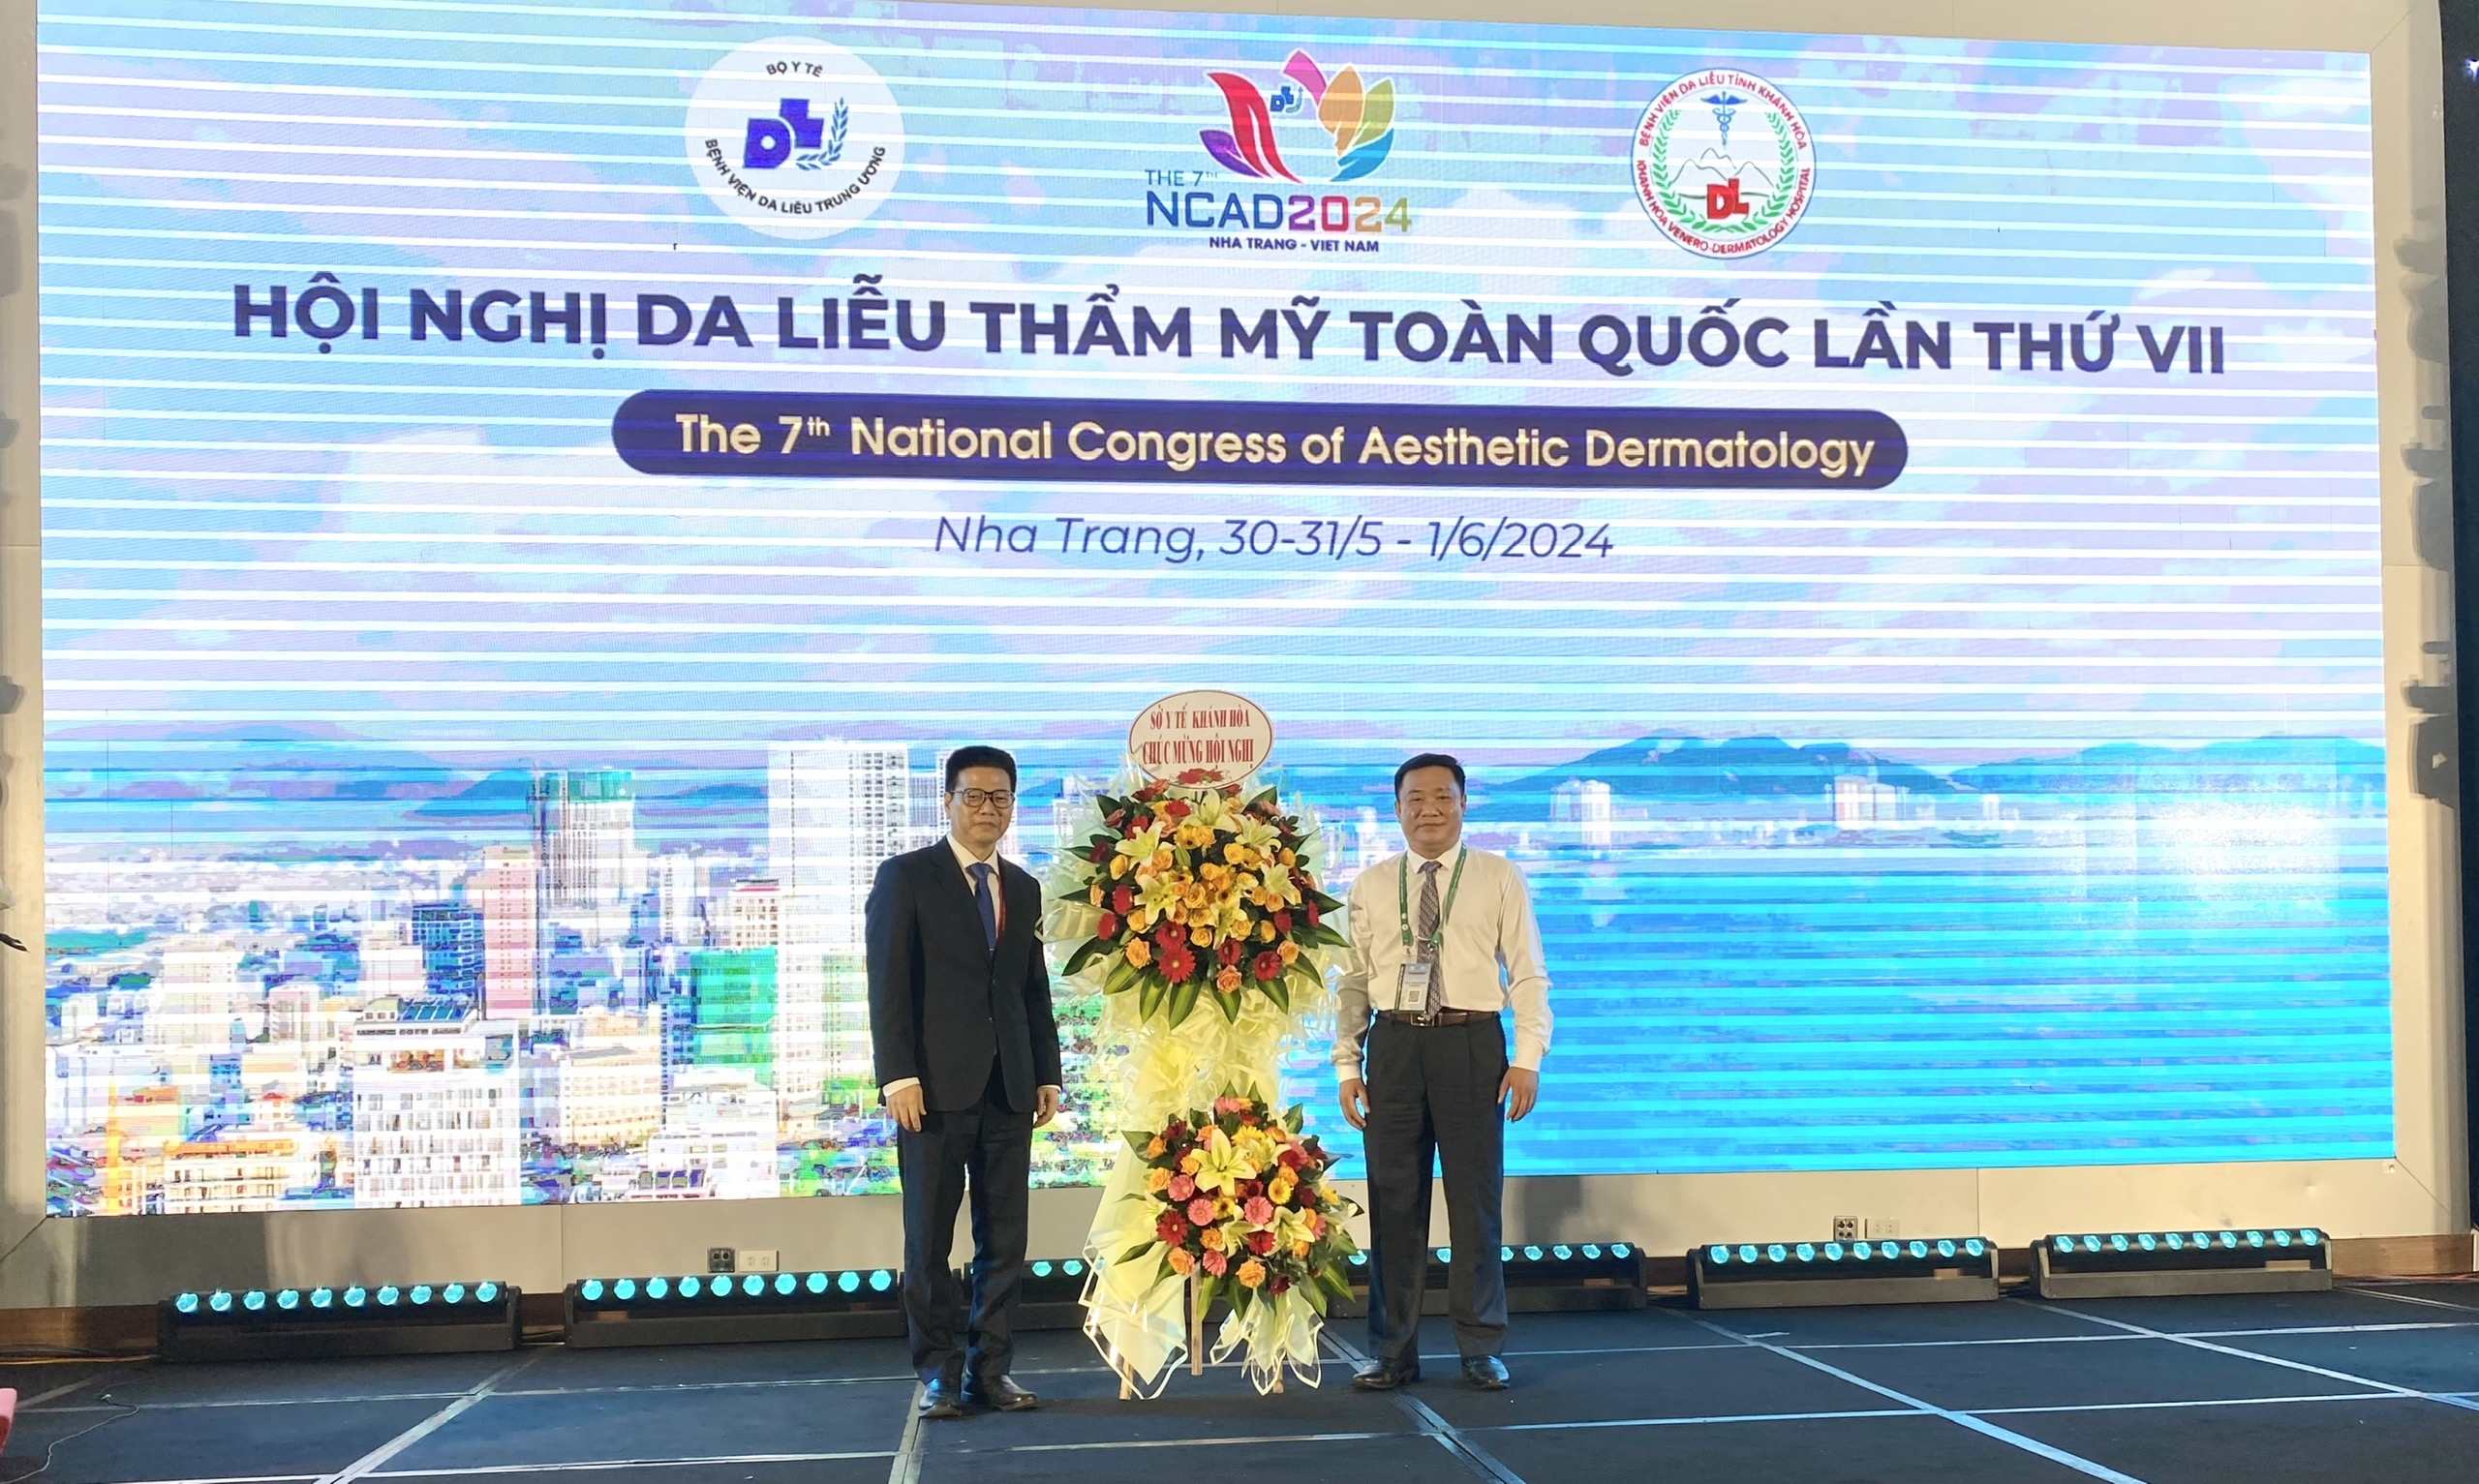 BỘ Y TẾ
DL
BỆNH VIỆN DA LIỄU TRUNG ƯƠNG
DL
THE 7TH
NCAD2024
NHA TRANG - VIET NAM
BỆNH VIỆN DA LIỄU TỈNH KHÁNH HÒA
DL
KHANH HOA VENERO-DERMATOLOGY HOSPITAL
HỘI NGHỊ DA LIỄU THẨM MỸ TOÀN QUỐC LẦN THỨ VII
The 7th National Congress of Aesthetic Dermatology
Nha Trang, 30-31/5 - 1/6/2024
SỞ Y TẾ KHÁNH HÒA
CHÚC MỪNG HỘI NGHỊ